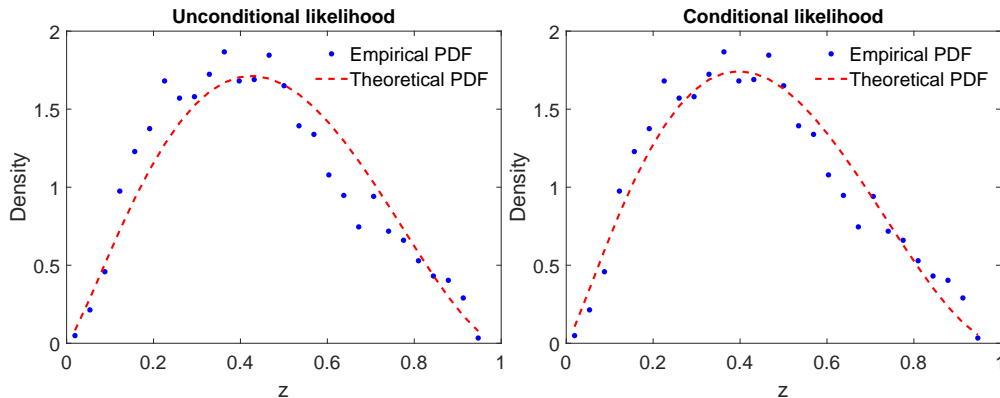 Unconditional likelihood
2
1.5
1
0.5
0
Density
0
0.2
0.4
0.6
0.8
1
z
Empirical PDF
Theoretical PDF
Conditional likelihood
2
1.5
1
0.5
0
Density
0
0.2
0.4
0.6
0.8
1
z
Empirical PDF
Theoretical PDF